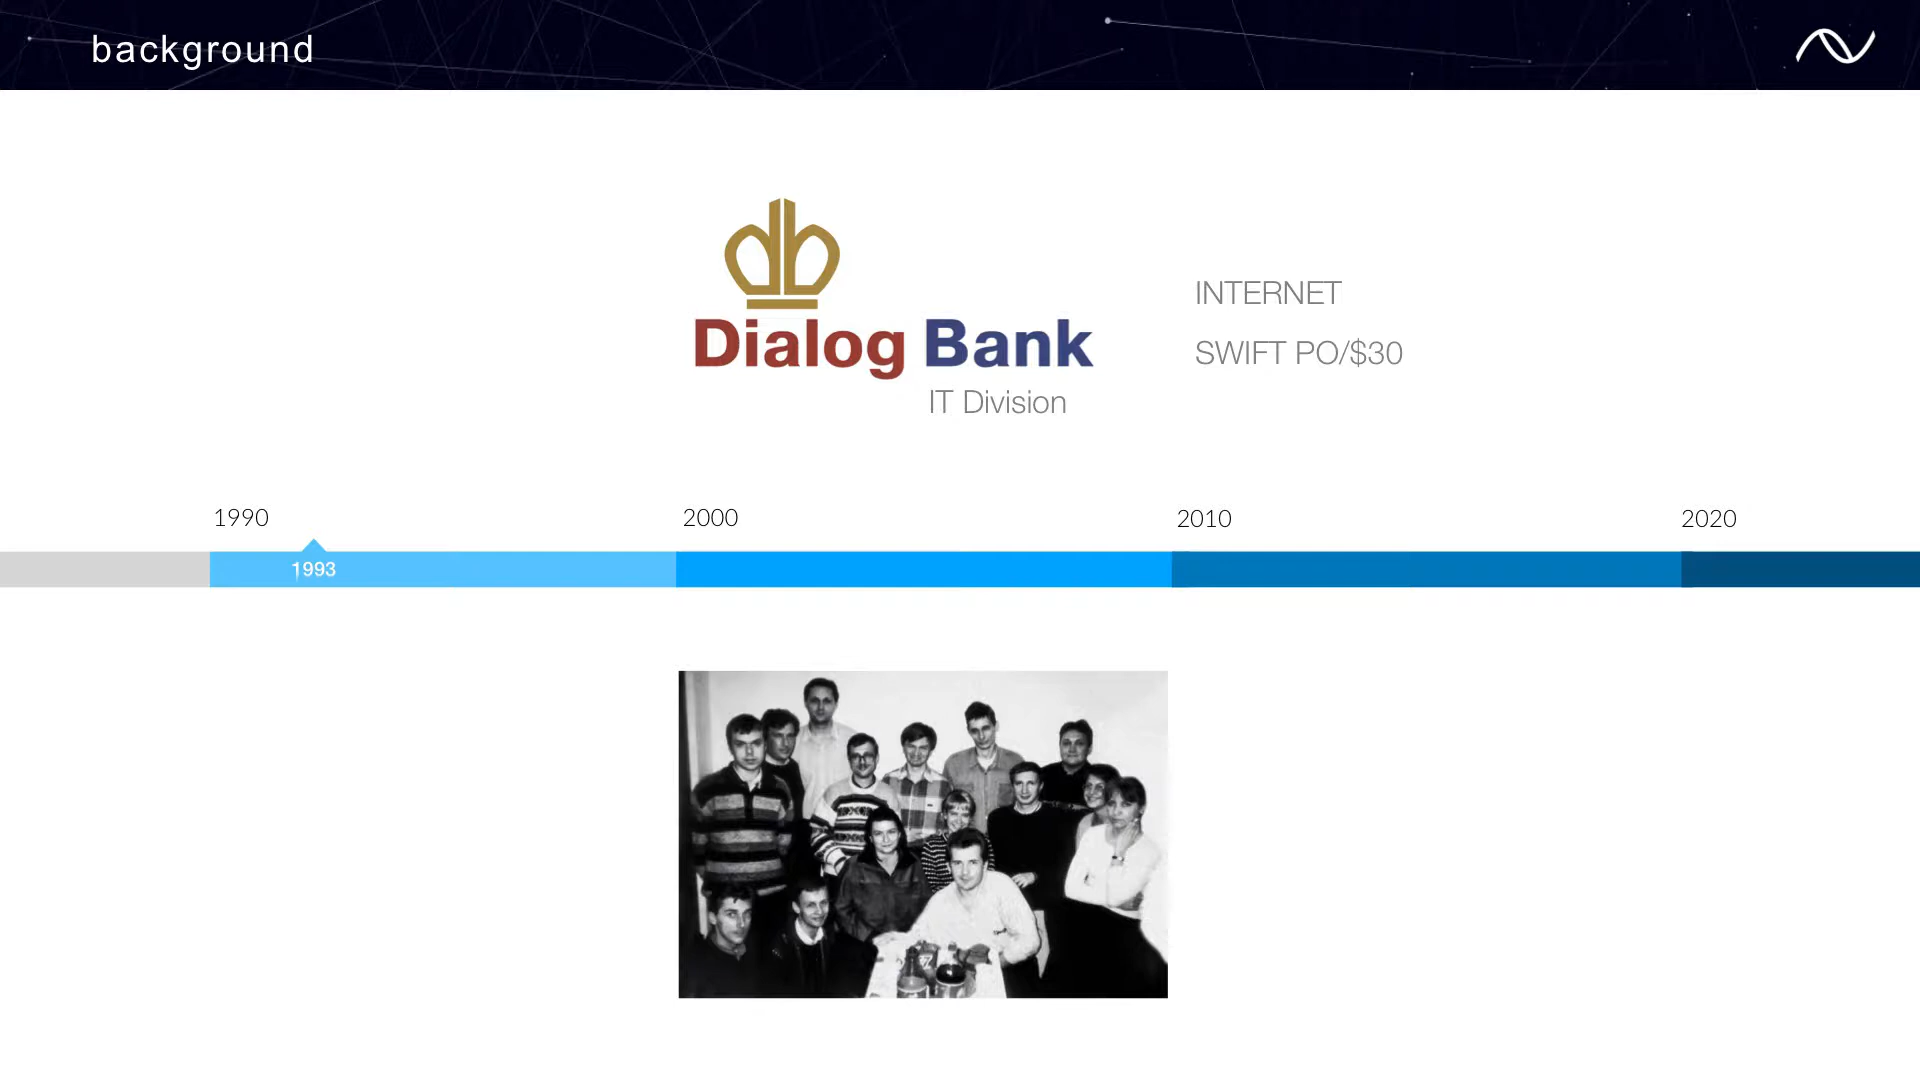 background
Dialog Bank
IT Division
INTERNET
SWIFT PO/$30
1990
2000
2010
2020
1993